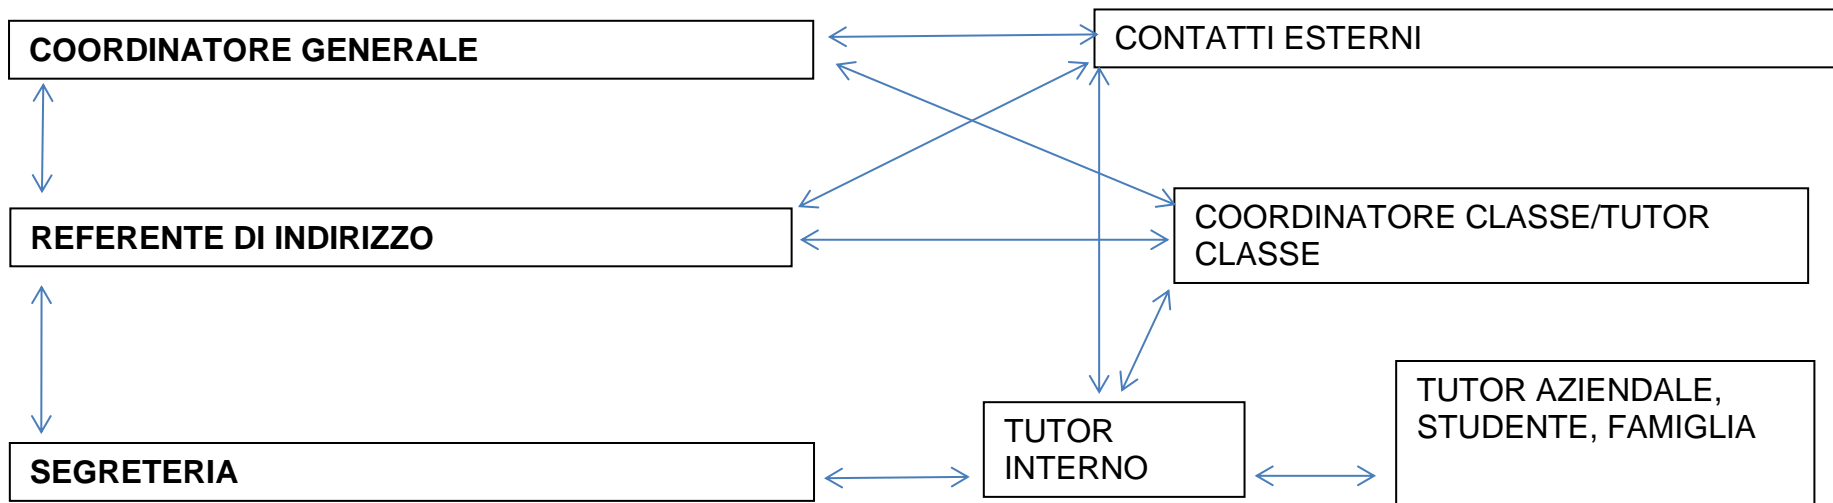 COORDINATORE GENERALE
CONTATTI ESTERNI
REFERENTE DI INDIRIZZO
COORDINATORE CLASSE/TUTOR
CLASSE
SEGRETERIA
TUTOR
INTERNO
TUTOR AZIENDALE,
STUDENTE, FAMIGLIA